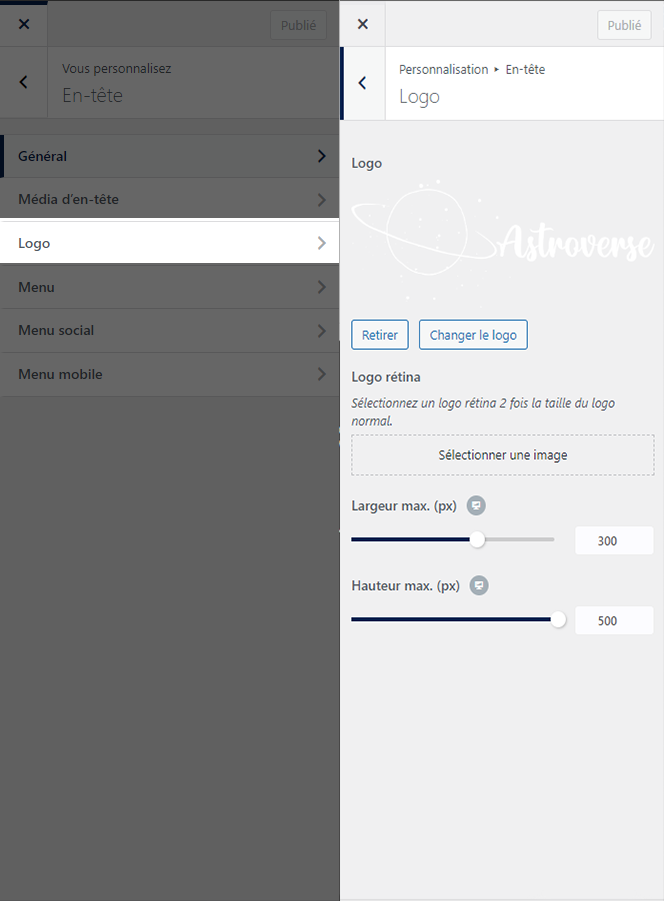 Publié
Vous personnalisez
En-tête
Général
Média d'en-tête
Logo
Menu
Menu social
Menu mobile
Publié
Personnalisation ▸ En-tête
Logo
Logo
Astroverse
Retirer
Changer le logo
Logo rétina
Sélectionnez un logo rétina 2 fois la taille du logo
normal.
Sélectionner une image
Largeur max. (px)
300
Hauteur max. (px)
500